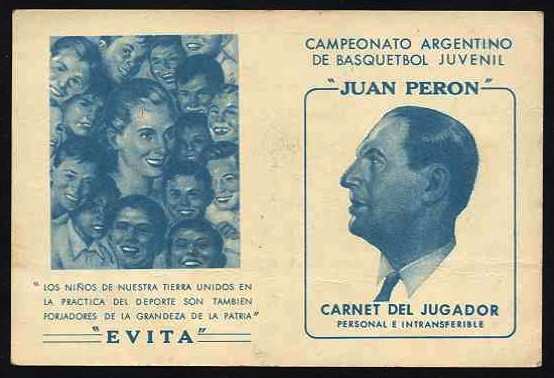 " LOS NIÑOS DE NUESTRA TIERRA UNIDOS EN
LA PRACTICA DEL DEPORTE SON TAMBIEN
FORJADORES DE LA GRANDEZA DE LA PATRIA "
"EVITA"
CAMPEONATO ARGENTINO
DE BASQUETBOL JUVENIL
"JUAN PERON"
CARNET DEL JUGADOR
PERSONAL E INTRANSFERIBLE